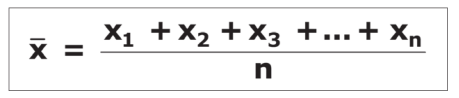 x̄ = x₁ + x₂ + x₃ + ... + xₙ
n